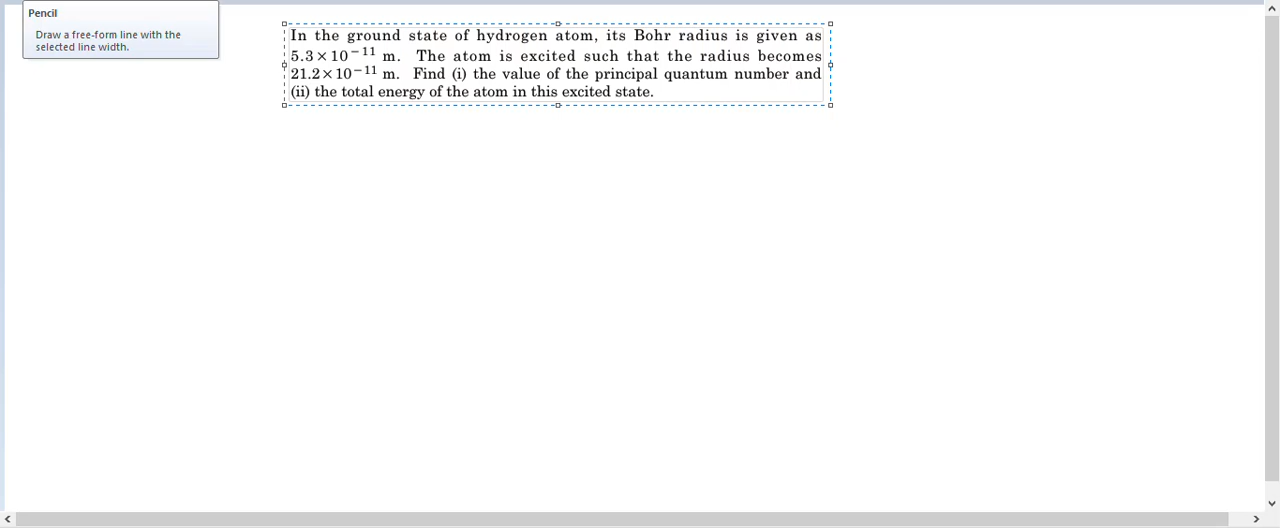 Pencil
Draw a free-form line with the
selected line width.
In the ground state of hydrogen atom, its Bohr radius is given as
5.3 × 10⁻¹¹ m. The atom is excited such that the radius becomes
21.2 × 10⁻¹¹ m. Find (i) the value of the principal quantum number and
(ii) the total energy of the atom in this excited state.